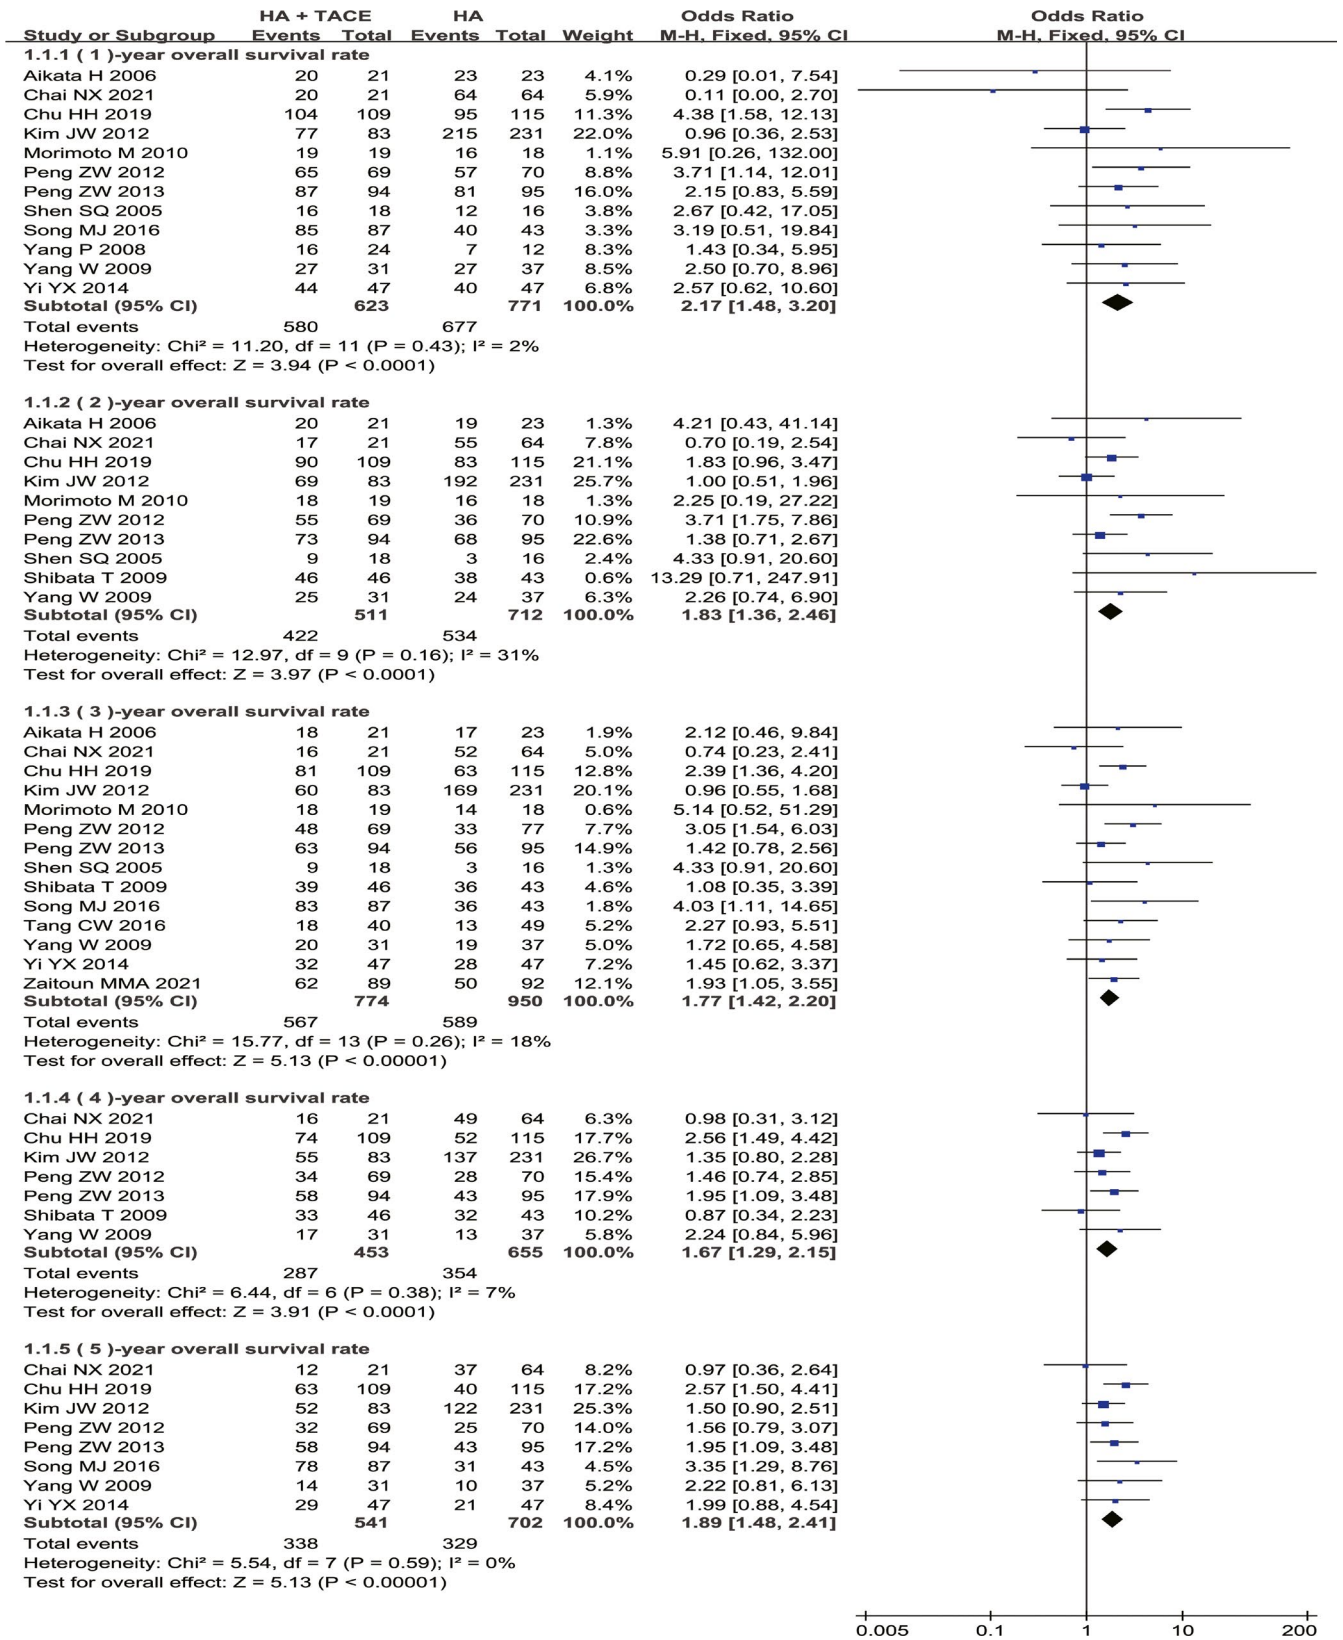 HA + TACE HA Odds Ratio Odds Ratio
Study or Subgroup Events Total Events Total Weight M-H, Fixed, 95% CI M-H, Fixed, 95% CI
1.1.1 ( 1 )-year overall survival rate
Aikata H 2006 20 21 23 23 4.1% 0.29 [0.01, 7.54]
Chai NX 2021 20 21 64 64 5.9% 0.11 [0.00, 2.70]
Chu HH 2019 104 109 95 115 11.3% 4.38 [1.58, 12.13]
Kim JW 2012 77 83 215 231 22.0% 0.96 [0.36, 2.53]
Morimoto M 2010 19 19 16 18 1.1% 5.91 [0.26, 132.00]
Peng ZW 2012 65 69 57 70 8.8% 3.71 [1.14, 12.01]
Peng ZW 2013 87 94 81 95 16.0% 2.15 [0.83, 5.59]
Shen SQ 2005 16 18 12 16 3.8% 2.67 [0.42, 17.05]
Song MJ 2016 85 87 40 43 3.3% 3.19 [0.51, 19.84]
Yang P 2008 16 24 7 12 8.3% 1.43 [0.34, 5.95]
Yang W 2009 27 31 27 37 8.5% 2.50 [0.70, 8.96]
Yi YX 2014 44 47 40 47 6.8% 2.57 [0.62, 10.60]
Subtotal (95% CI) 623 771 100.0% 2.17 [1.48, 3.20]
Total events 580 677
Heterogeneity: Chi² = 11.20, df = 11 (P = 0.43); I² = 2%
Test for overall effect: Z = 3.94 (P < 0.0001)
1.1.2 ( 2 )-year overall survival rate
Aikata H 2006 20 21 19 23 1.3% 4.21 [0.43, 41.14]
Chai NX 2021 17 21 55 64 7.8% 0.70 [0.19, 2.54]
Chu HH 2019 90 109 83 115 21.1% 1.83 [0.96, 3.47]
Kim JW 2012 69 83 192 231 25.7% 1.00 [0.51, 1.96]
Morimoto M 2010 18 19 16 18 1.3% 2.25 [0.19, 27.22]
Peng ZW 2012 55 69 36 70 10.9% 3.71 [1.75, 7.86]
Peng ZW 2013 73 94 68 95 22.6% 1.38 [0.71, 2.67]
Shen SQ 2005 9 18 3 16 2.4% 4.33 [0.91, 20.60]
Shibata T 2009 46 46 38 43 0.6% 13.29 [0.71, 247.91]
Yang W 2009 25 31 24 37 6.3% 2.26 [0.74, 6.90]
Subtotal (95% CI) 511 712 100.0% 1.83 [1.36, 2.46]
Total events 422 534
Heterogeneity: Chi² = 12.97, df = 9 (P = 0.16); I² = 31%
Test for overall effect: Z = 3.97 (P < 0.0001)
1.1.3 ( 3 )-year overall survival rate
Aikata H 2006 18 21 17 23 1.9% 2.12 [0.46, 9.84]
Chai NX 2021 16 21 52 64 5.0% 0.74 [0.23, 2.41]
Chu HH 2019 81 109 63 115 12.8% 2.39 [1.36, 4.20]
Kim JW 2012 60 83 169 231 20.1% 0.96 [0.55, 1.68]
Morimoto M 2010 18 19 14 18 0.6% 5.14 [0.52, 51.29]
Peng ZW 2012 48 69 33 77 7.7% 3.05 [1.54, 6.03]
Peng ZW 2013 63 94 56 95 14.9% 1.42 [0.78, 2.56]
Shen SQ 2005 9 18 3 16 1.3% 4.33 [0.91, 20.60]
Shibata T 2009 39 46 36 43 4.6% 1.08 [0.35, 3.39]
Song MJ 2016 83 87 36 43 1.8% 4.03 [1.11, 14.65]
Tang CW 2016 18 40 13 49 5.2% 2.27 [0.93, 5.51]
Yang W 2009 20 31 19 37 5.0% 1.72 [0.65, 4.58]
Yi YX 2014 32 47 28 47 7.2% 1.45 [0.62, 3.37]
Zaitoun MMA 2021 62 89 50 92 12.1% 1.93 [1.05, 3.55]
Subtotal (95% CI) 774 950 100.0% 1.77 [1.42, 2.20]
Total events 567 589
Heterogeneity: Chi² = 15.77, df = 13 (P = 0.26); I² = 18%
Test for overall effect: Z = 5.13 (P < 0.00001)
1.1.4 ( 4 )-year overall survival rate
Chai NX 2021 16 21 49 64 6.3% 0.98 [0.31, 3.12]
Chu HH 2019 74 109 52 115 17.7% 2.56 [1.49, 4.42]
Kim JW 2012 55 83 137 231 26.7% 1.35 [0.80, 2.28]
Peng ZW 2012 34 69 28 70 15.4% 1.46 [0.74, 2.85]
Peng ZW 2013 58 94 43 95 17.9% 1.95 [1.09, 3.48]
Shibata T 2009 33 46 32 43 10.2% 0.87 [0.34, 2.23]
Yang W 2009 17 31 13 37 5.8% 2.24 [0.84, 5.96]
Subtotal (95% CI) 453 655 100.0% 1.67 [1.29, 2.15]
Total events 287 354
Heterogeneity: Chi² = 6.44, df = 6 (P = 0.38); I² = 7%
Test for overall effect: Z = 3.91 (P < 0.0001)
1.1.5 ( 5 )-year overall survival rate
Chai NX 2021 12 21 37 64 8.2% 0.97 [0.36, 2.64]
Chu HH 2019 63 109 40 115 17.2% 2.57 [1.50, 4.41]
Kim JW 2012 52 83 122 231 25.3% 1.50 [0.90, 2.51]
Peng ZW 2012 32 69 25 70 14.0% 1.56 [0.79, 3.07]
Peng ZW 2013 58 94 43 95 17.2% 1.95 [1.09, 3.48]
Song MJ 2016 78 87 31 43 4.5% 3.35 [1.29, 8.76]
Yang W 2009 14 31 10 37 5.2% 2.22 [0.81, 6.13]
Yi YX 2014 29 47 21 47 8.4% 1.99 [0.88, 4.54]
Subtotal (95% CI) 541 702 100.0% 1.89 [1.48, 2.41]
Total events 338 329
Heterogeneity: Chi² = 5.54, df = 7 (P = 0.59); I² = 0%
Test for overall effect: Z = 5.13 (P < 0.00001)
0.005 0.1 1 10 200